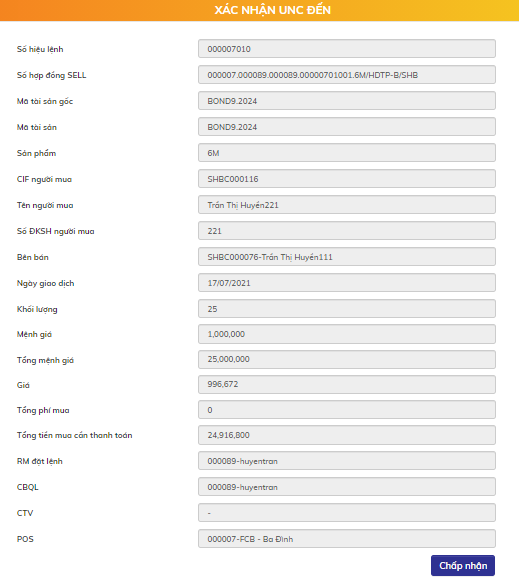 XÁC NHẬN UNC ĐẾN
Số hiệu lệnh 000007010
Số hợp đồng SELL 000007.000089.000089.00000701001.6M/HDTP-B/SHB
Mã tài sản gốc BOND9.2024
Mã tài sản BOND9.2024
Sản phẩm 6M
CIF người mua SHBC000116
Tên người mua Trần Thị Huyền221
Số ĐKSH người mua 221
Bên bán SHBC000076-Trần Thị Huyền111
Ngày giao dịch 17/07/2021
Khối lượng 25
Mệnh giá 1,000,000
Tổng mệnh giá 25,000,000
Giá 996,672
Tổng phí mua 0
Tổng tiền mua cần thanh toán 24,916,800
RM đặt lệnh 000089-huyentran
CBQL 000089-huyentran
CTV -
POS 000007-FCB - Ba Đình
Chấp nhận